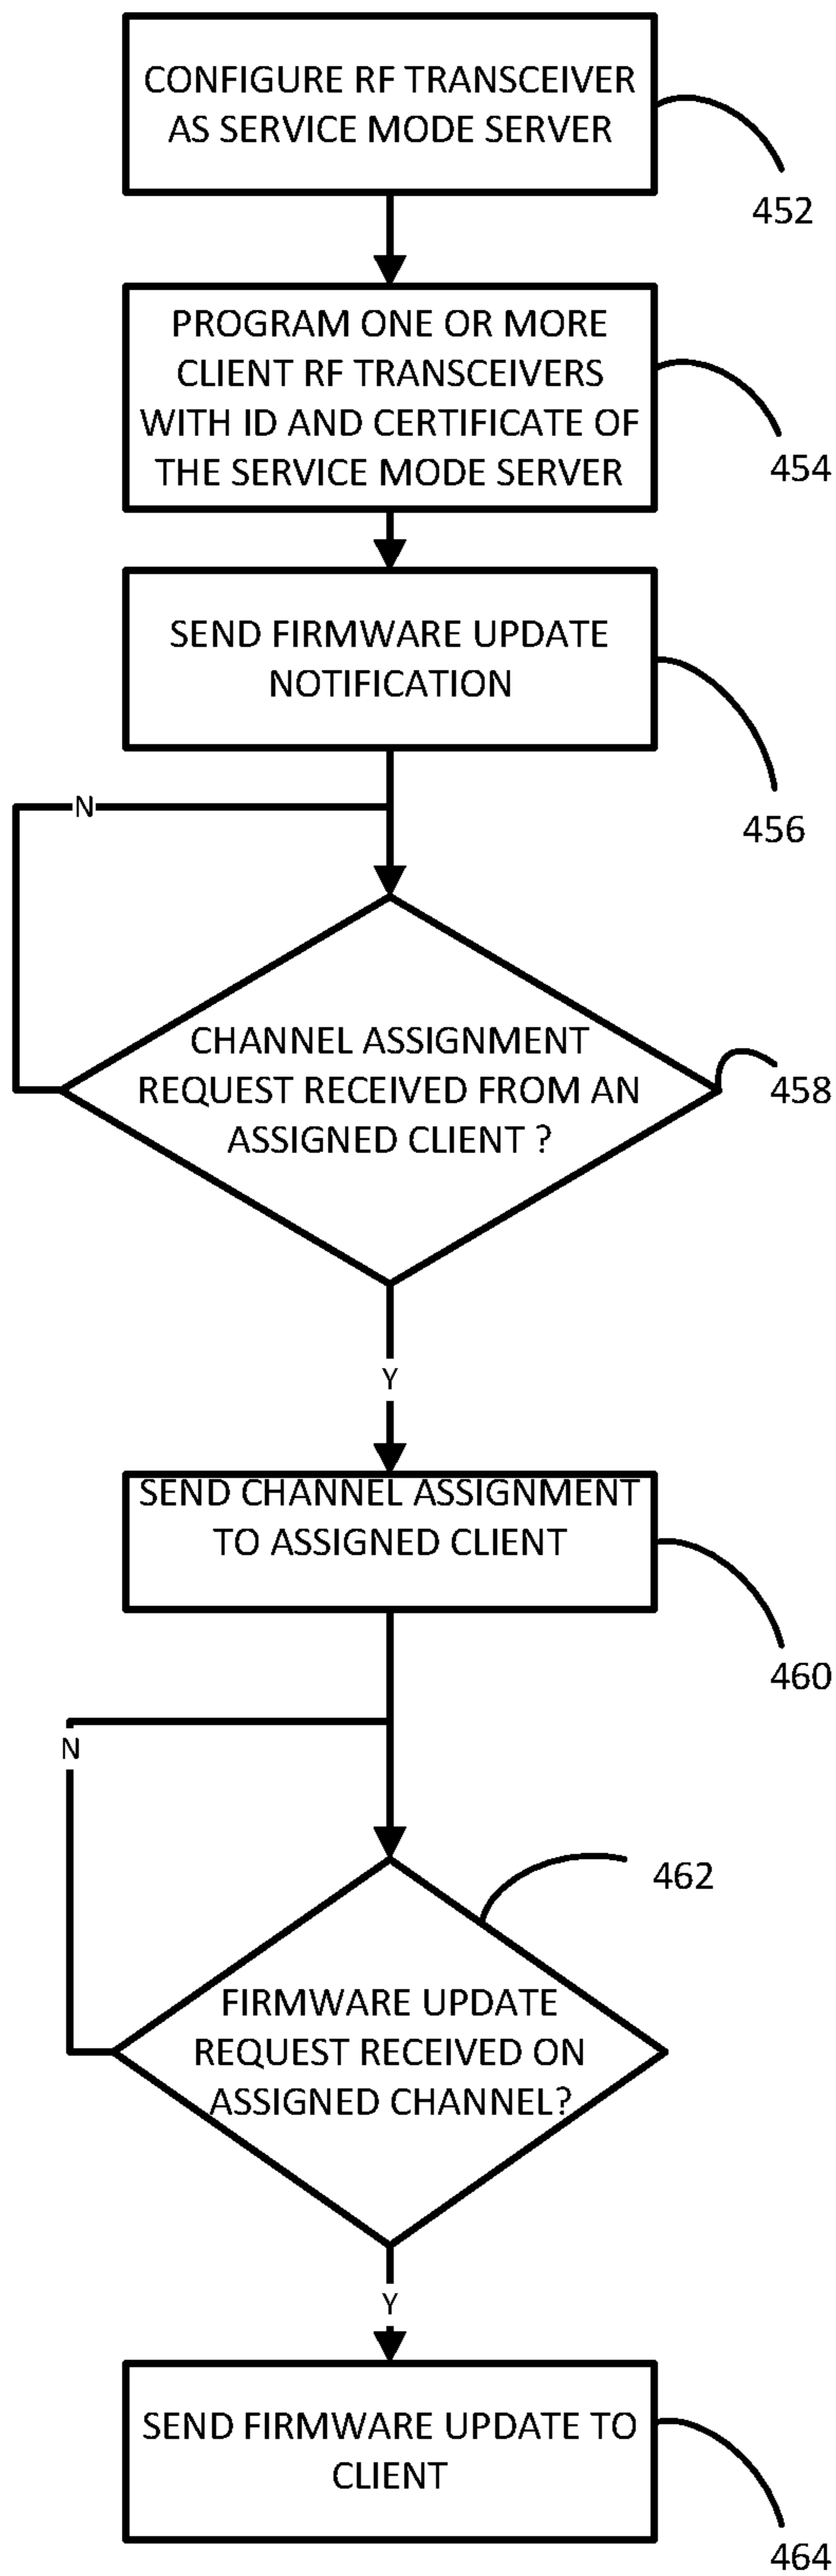 CONFIGURE RF TRANSCEIVER
AS SERVICE MODE SERVER
452
PROGRAM ONE OR MORE
CLIENT RF TRANSCEIVERS
WITH ID AND CERTIFICATE OF
THE SERVICE MODE SERVER
454
SEND FIRMWARE UPDATE
NOTIFICATION
456
N
CHANNEL ASSIGNMENT
REQUEST RECEIVED FROM AN
ASSIGNED CLIENT ?
458
Y
SEND CHANNEL ASSIGNMENT
TO ASSIGNED CLIENT
460
N
462
FIRMWARE UPDATE
REQUEST RECEIVED ON
ASSIGNED CHANNEL?
Y
SEND FIRMWARE UPDATE TO
CLIENT
464